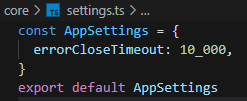 core > TS settings.ts > ...
const AppSettings = {
  errorCloseTimeout: 10_000,
}
export default AppSettings